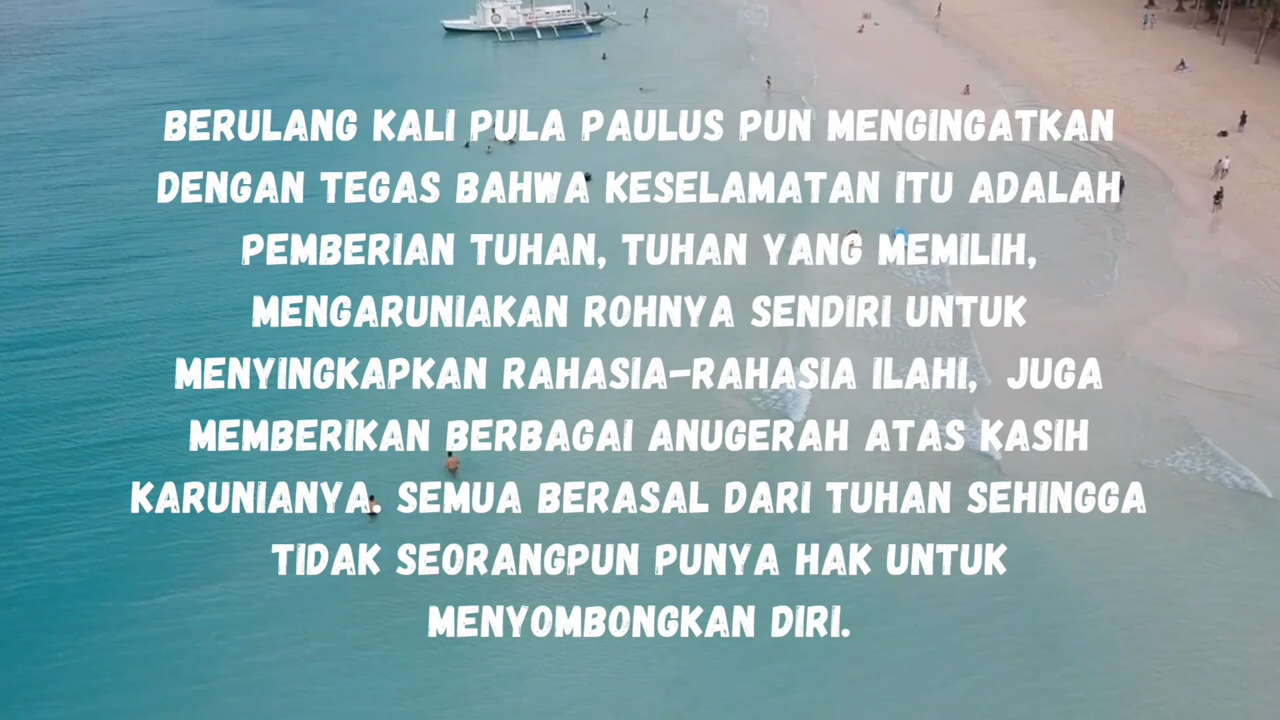 BERULANG KALI PULA PAULUS PUN MENGINGATKAN
DENGAN TEGAS BAHWA KESELAMATAN ITU ADALAH
PEMBERIAN TUHAN, TUHAN YANG MEMILIH,
MENGARUNIAKAN ROHNYA SENDIRI UNTUK
MENYINGKAPKAN RAHASIA-RAHASIA ILAHI, JUGA
MEMBERIKAN BERBAGAI ANUGERAH ATAS KASIH
KARUNIANYA. SEMUA BERASAL DARI TUHAN SEHINGGA
TIDAK SEORANGPUN PUNYA HAK UNTUK
MENYOMBONGKAN DIRI.